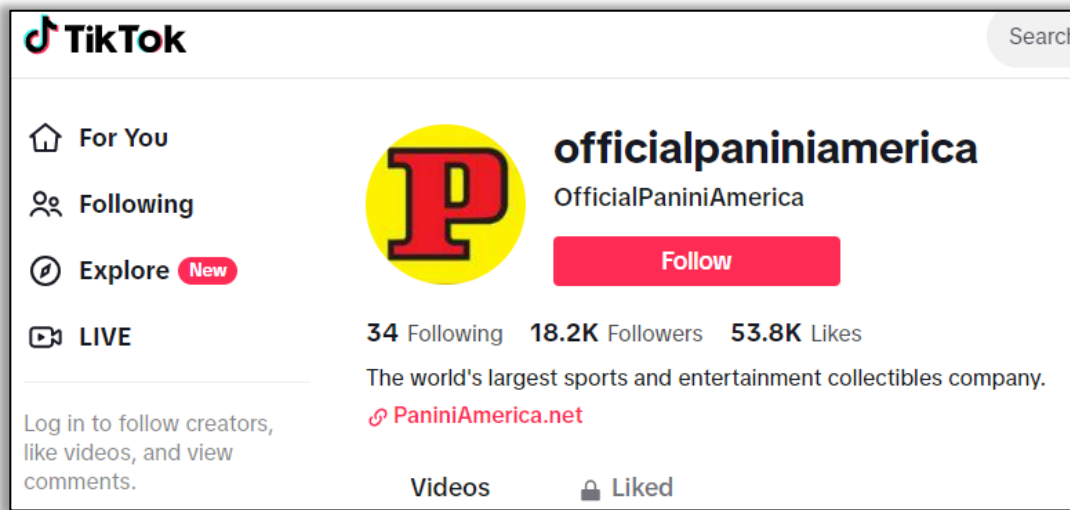 TikTok
Search
For You
Following
Explore New
LIVE
Log in to follow creators,
like videos, and view
comments.
P
officialpaniniamerica
OfficialPaniniAmerica
Follow
34 Following 18.2K Followers 53.8K Likes
The world's largest sports and entertainment collectibles company.
PaniniAmerica.net
Videos Liked